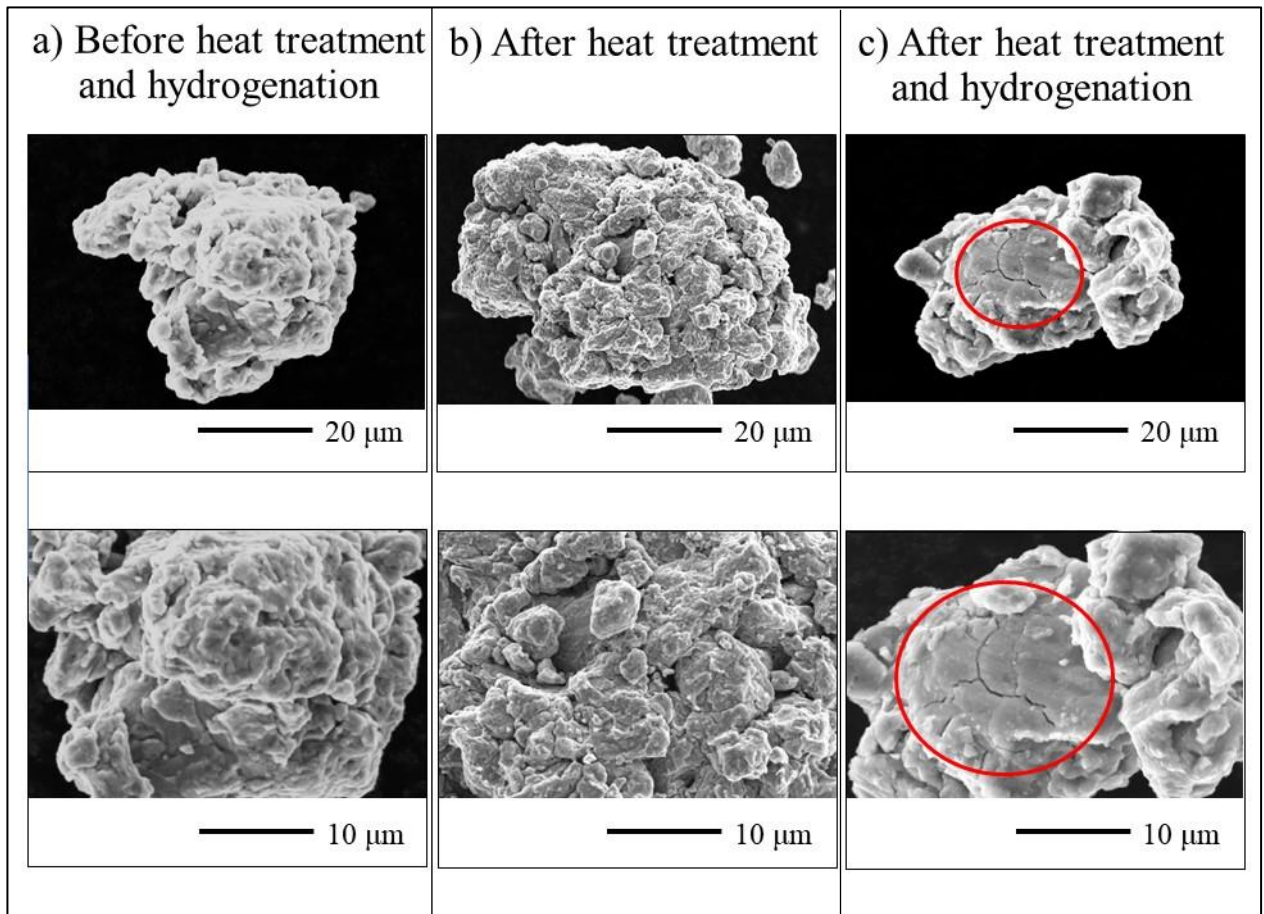 a) Before heat treatment
and hydrogenation
b) After heat treatment
c) After heat treatment
and hydrogenation
20 μm
20 μm
20 μm
10 μm
10 μm
10 μm